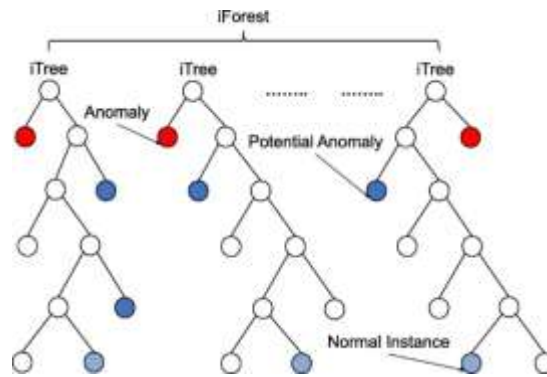 iForest
iTree
iTree
iTree
Anomaly
Potential Anomaly
Normal Instance